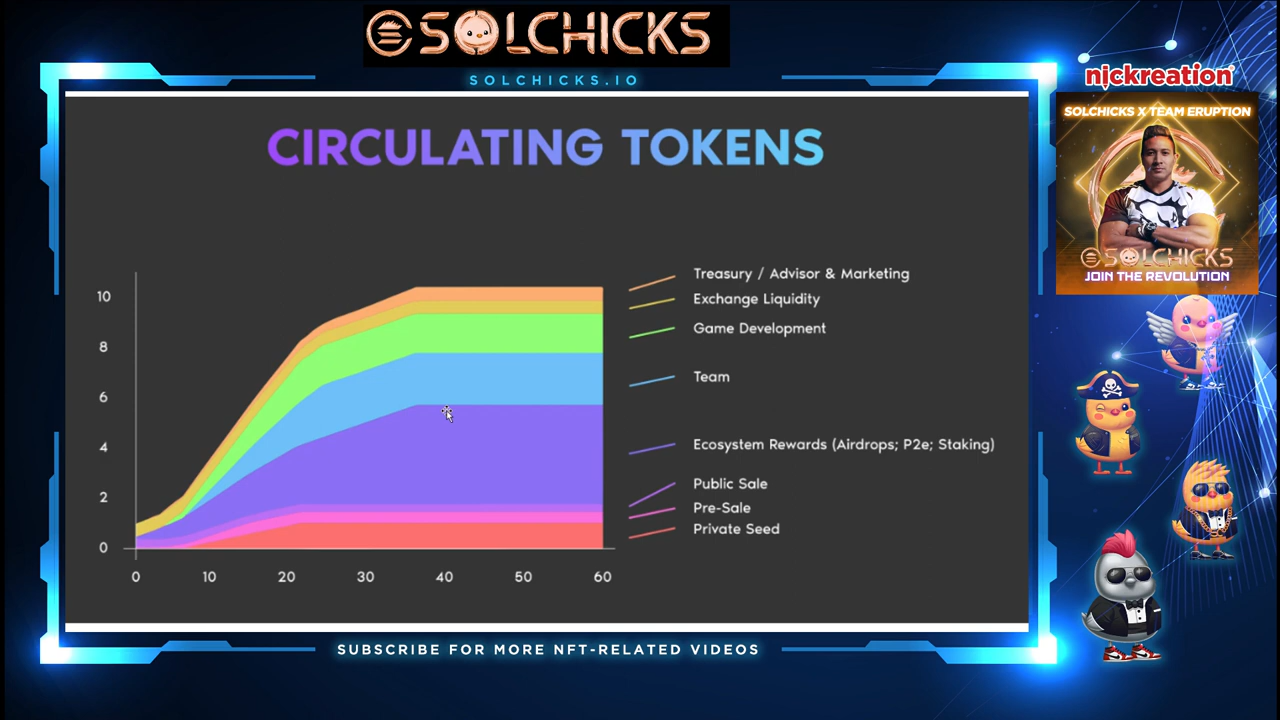 SOLCHICKS
SOLCHICKS.IO
nickreation
SOLCHICKS X TEAM ERUPTION
SOLCHICKS
JOIN THE REVOLUTION
CIRCULATING TOKENS
10
8
6
4
2
0
0 10 20 30 40 50 60
Treasury / Advisor & Marketing
Exchange Liquidity
Game Development
Team
Ecosystem Rewards (Airdrops; P2e; Staking)
Public Sale
Pre-Sale
Private Seed
SUBSCRIBE FOR MORE NFT-RELATED VIDEOS